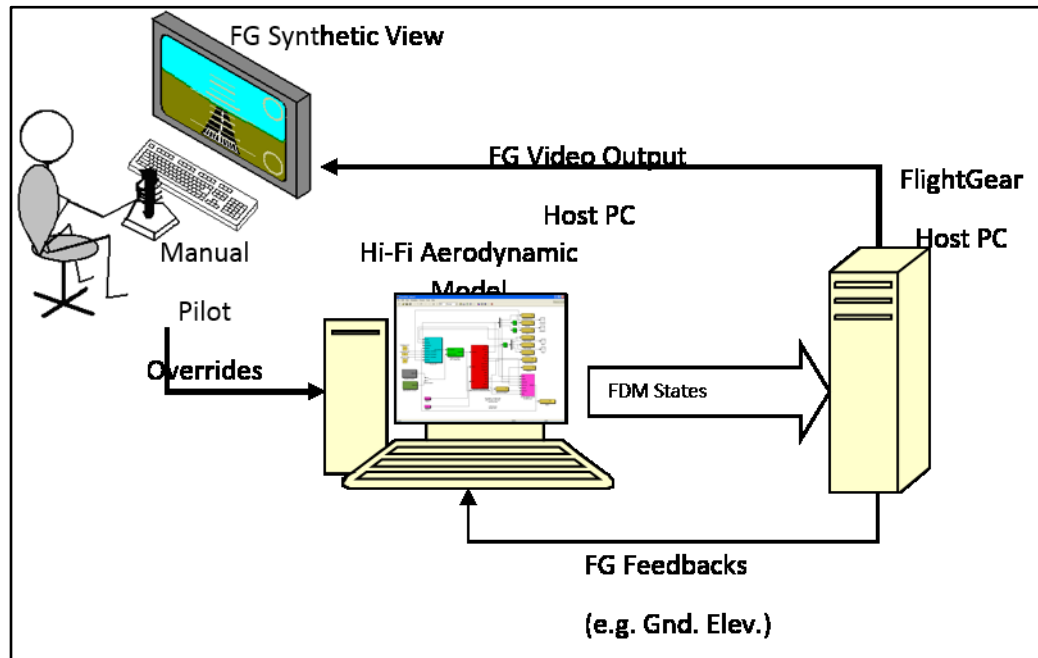 FG Synthetic View
FG Video Output
FlightGear
Host PC
Host PC
Manual
Hi-Fi Aerodynamic
Model
Pilot
Overrides
FDM States
FG Feedbacks
(e.g. Gnd. Elev.)